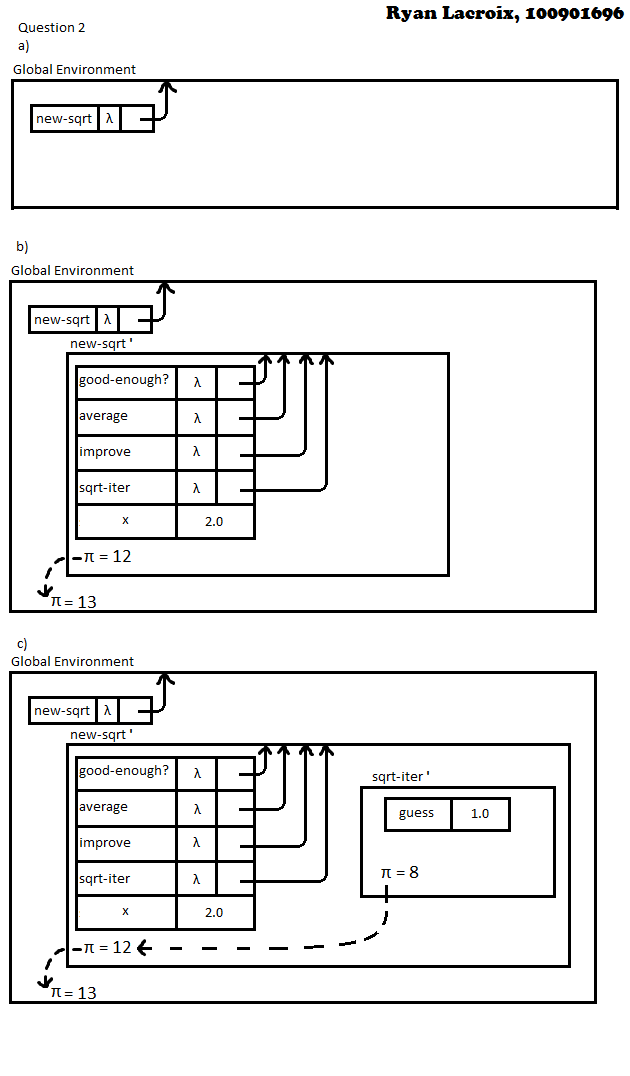 Ryan Lacroix, 100901696
Question 2
a)
Global Environment
new-sqrt λ
b)
Global Environment
new-sqrt λ
new-sqrt '
good-enough? λ
average λ
improve λ
sqrt-iter λ
x 2.0
π = 12
π = 13
c)
Global Environment
new-sqrt λ
new-sqrt '
good-enough? λ
sqrt-iter '
average λ
guess 1.0
improve λ
sqrt-iter λ
π = 8
x 2.0
π = 12
π = 13